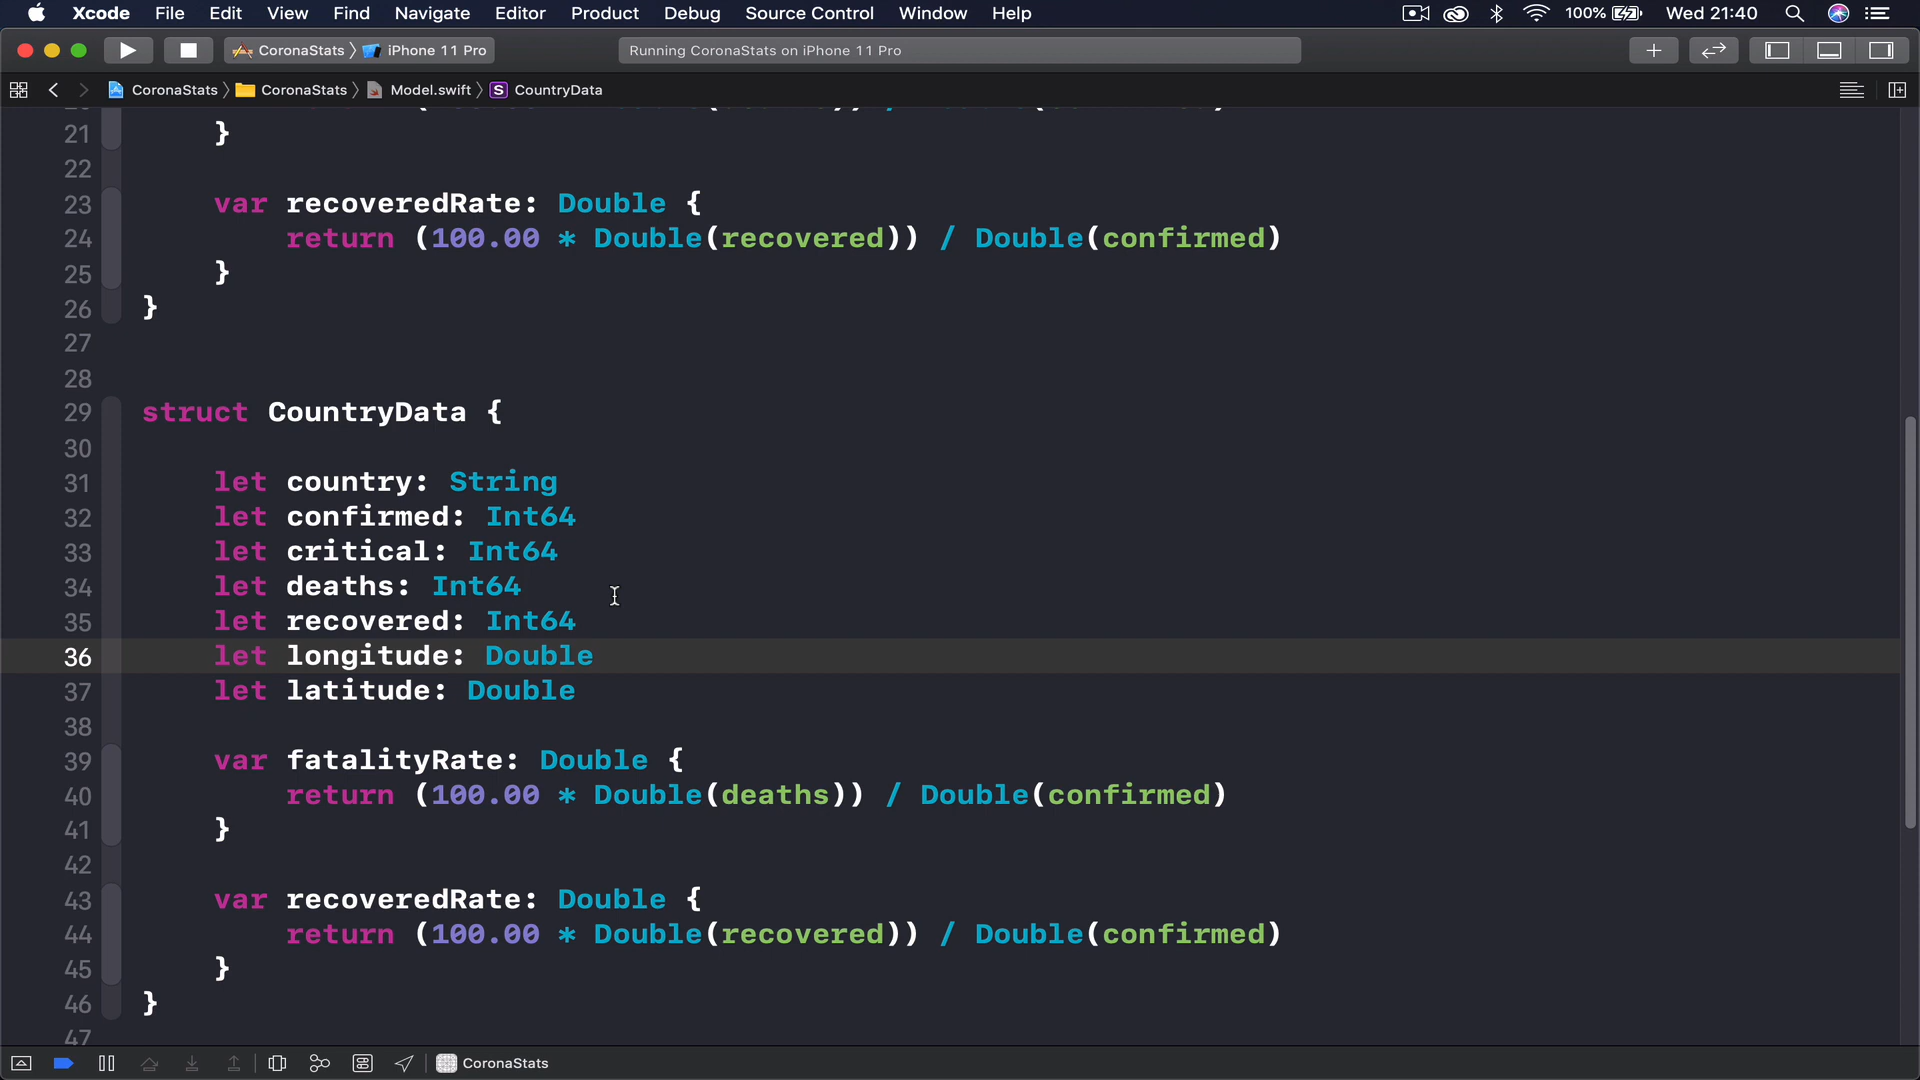 Xcode File Edit View Find Navigate Editor Product Debug Source Control Window Help 100% Wed 21:40
CoronaStats iPhone 11 Pro Running CoronaStats on iPhone 11 Pro
CoronaStats CoronaStats Model.swift S CountryData
21 }
22
23 var recoveredRate: Double {
24 return (100.00 * Double(recovered)) / Double(confirmed)
25 }
26 }
27
28
29 struct CountryData {
30
31 let country: String
32 let confirmed: Int64
33 let critical: Int64
34 let deaths: Int64
35 let recovered: Int64
36 let longitude: Double
37 let latitude: Double
38
39 var fatalityRate: Double {
40 return (100.00 * Double(deaths)) / Double(confirmed)
41 }
42
43 var recoveredRate: Double {
44 return (100.00 * Double(recovered)) / Double(confirmed)
45 }
46 }
47
CoronaStats